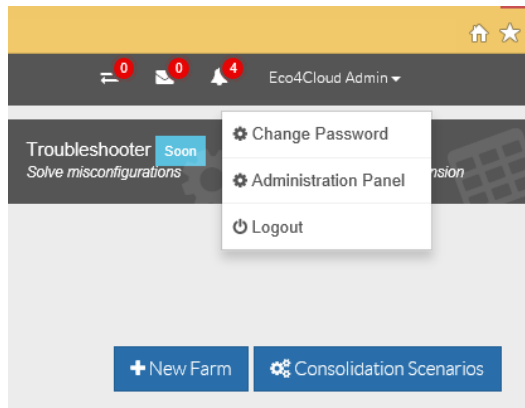 0 0 4 Eco4Cloud Admin
Change Password
Troubleshooter Soon
Solve misconfigurations nsion
Administration Panel
Logout
New Farm Consolidation Scenarios